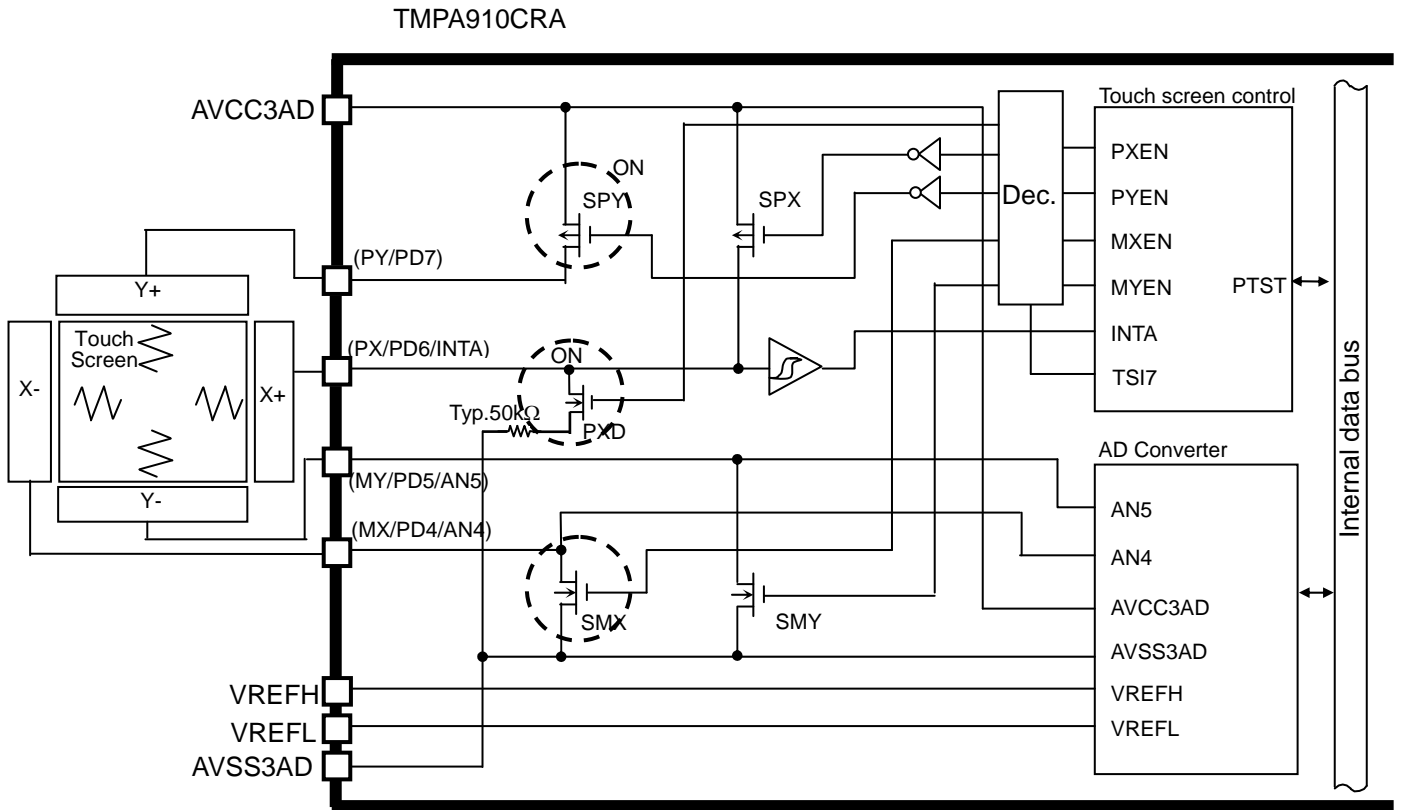 TMPA910CRA
AVCC3AD
Touch screen control
ON
SPY
SPX
Dec.
PXEN
PYEN
MXEN
MYEN
PTST
INTA
TSI7
(PY/PD7)
Y+
Touch
Screen
X-
X+
Y-
(PX/PD6/INTA)
ON
Typ.50kΩ
PXD
(MY/PD5/AN5)
(MX/PD4/AN4)
SMX
SMY
AD Converter
AN5
AN4
AVCC3AD
AVSS3AD
VREFH
VREFL
Internal data bus
VREFH
VREFL
AVSS3AD